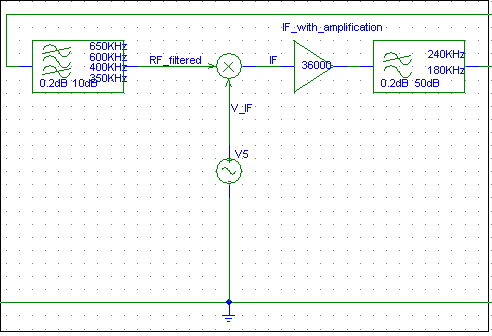 IF_with_amplification
650KHz
600KHz
400KHz
350KHz
0.2dB 10dB
RF_filtered
IF
36000
240KHz
180KHz
0.2dB 50dB
V_IF
V5